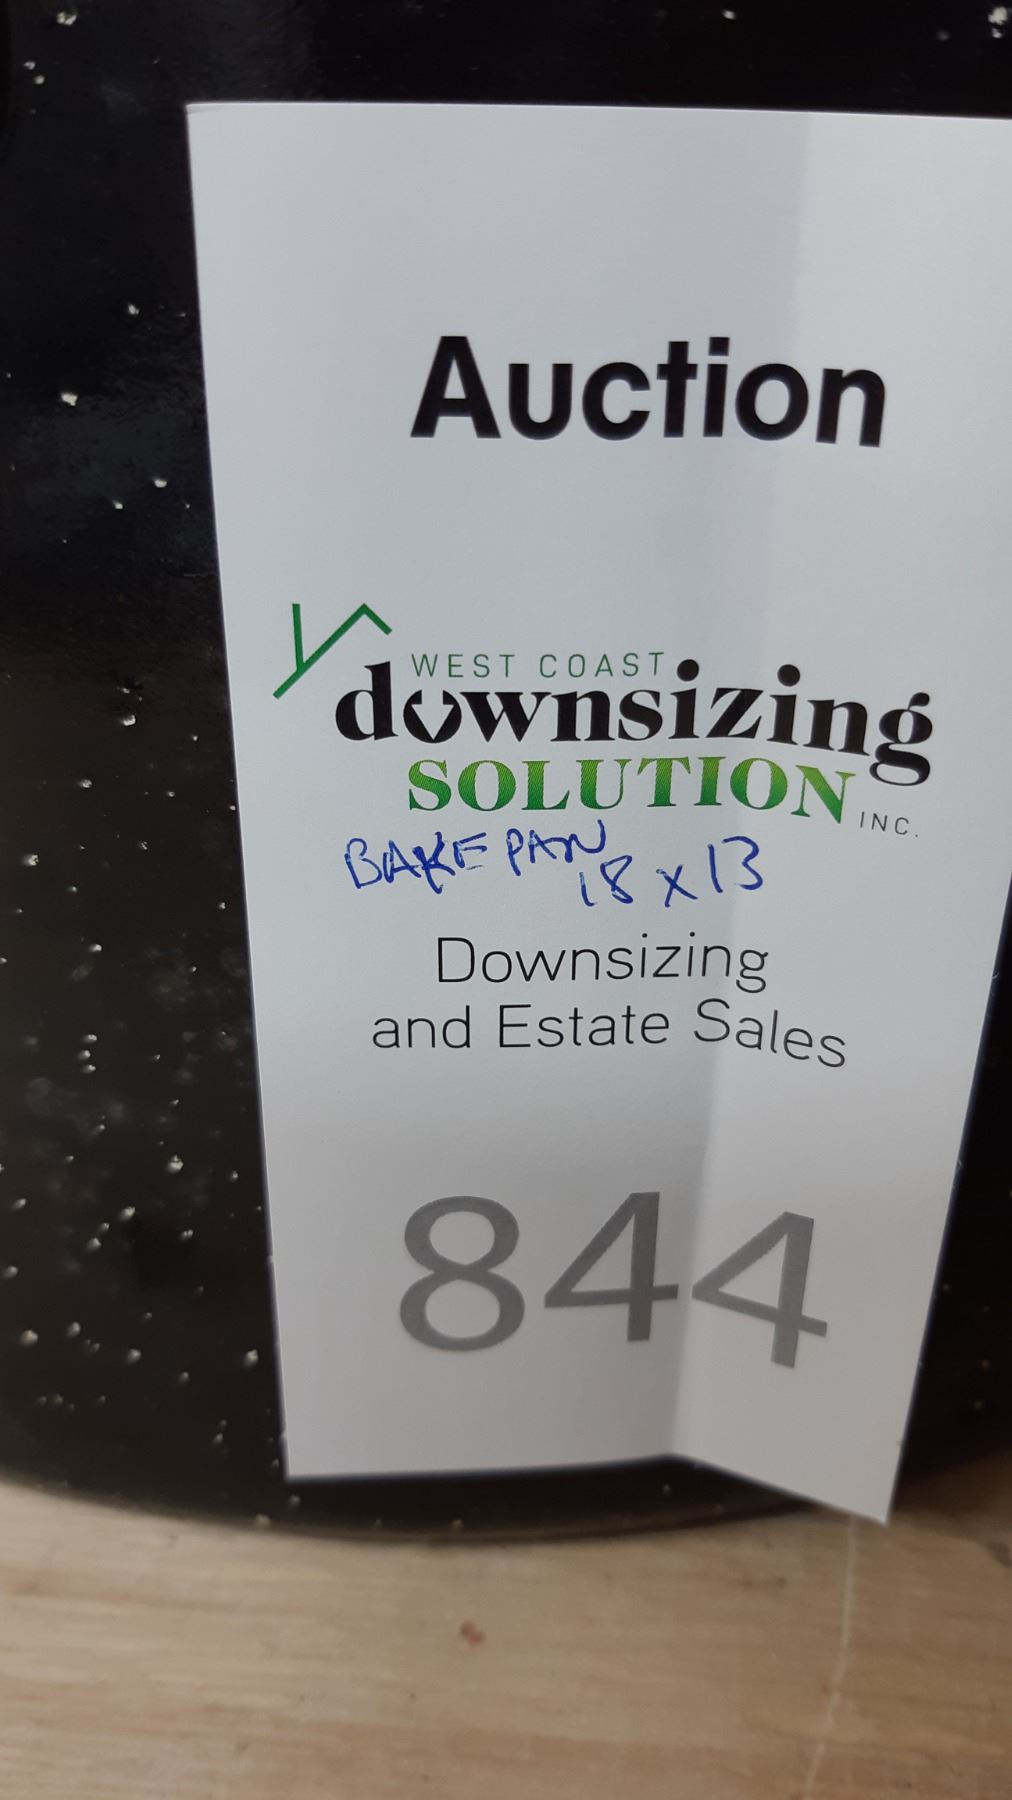 Auction
WEST COAST
downsizing
SOLUTION INC.
BAKE PAN
18 x 13
Downsizing
and Estate Sales
844